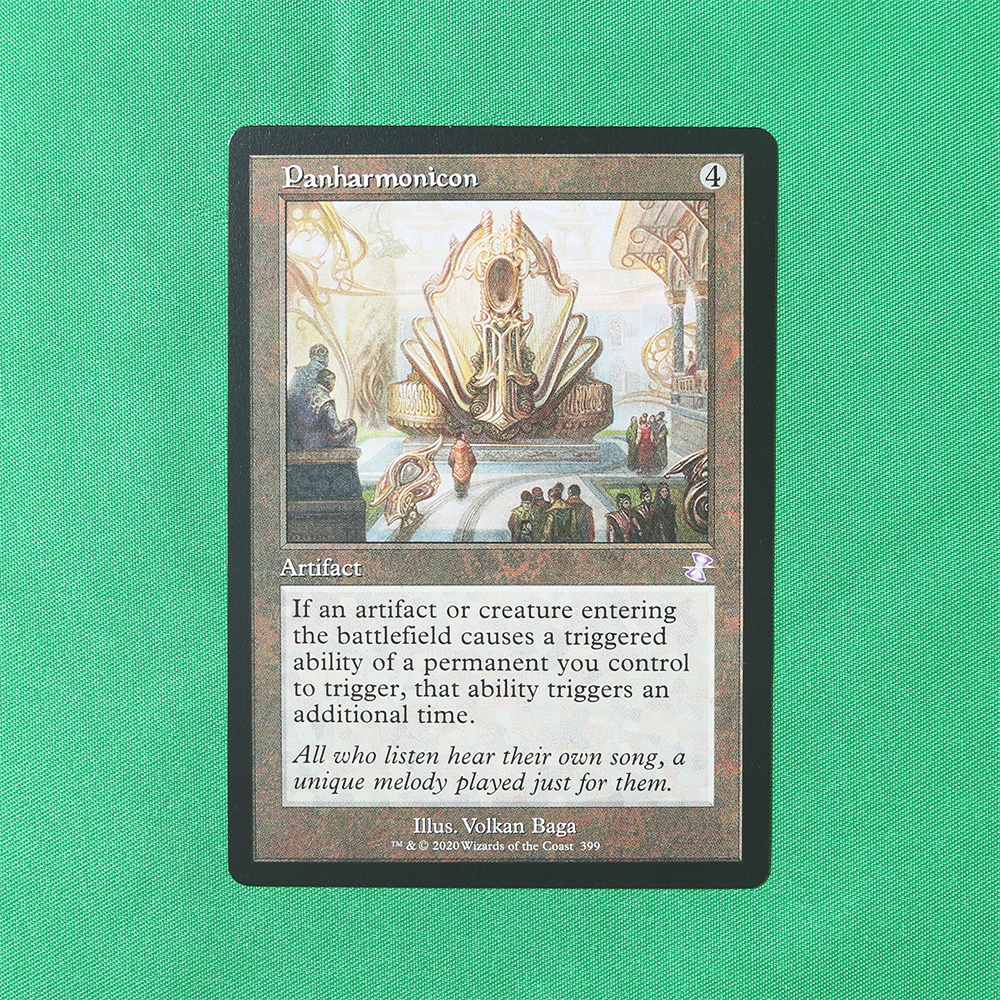 Panharmonicon 4
Artifact
If an artifact or creature entering
the battlefield causes a triggered
ability of a permanent you control
to trigger, that ability triggers an
additional time.
All who listen hear their own song, a
unique melody played just for them.
Illus. Volkan Baga
™ & © 2020 Wizards of the Coast 399